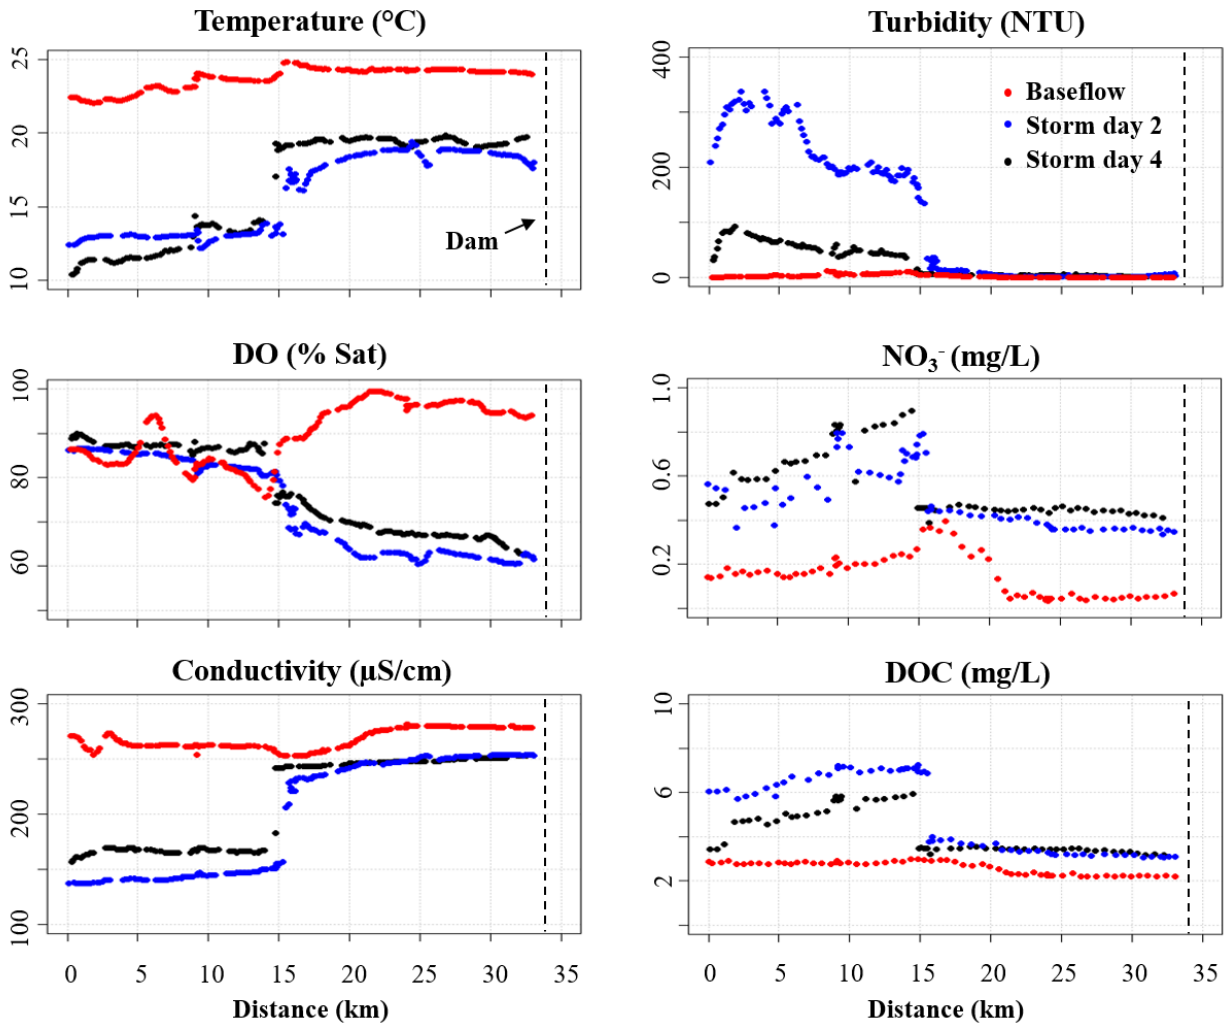 Temperature (°C)
25
20
15
10
Dam
Turbidity (NTU)
400
200
0
Baseflow
Storm day 2
Storm day 4
DO (% Sat)
100
80
60
NO₃⁻ (mg/L)
1.0
0.6
0.2
Conductivity (µS/cm)
300
200
100
0 5 10 15 20 25 30 35
Distance (km)
DOC (mg/L)
10
6
2
0 5 10 15 20 25 30 35
Distance (km)